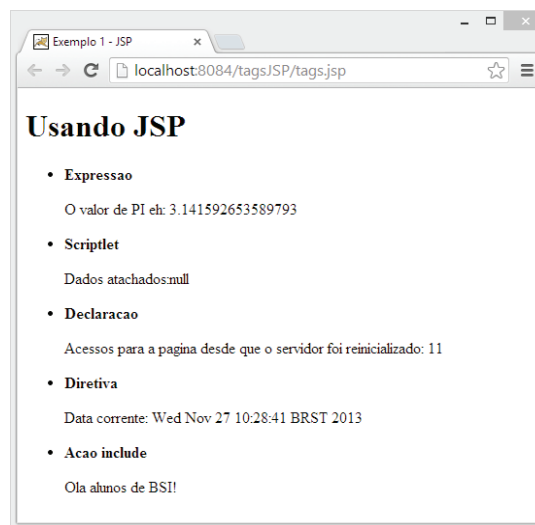 Exemplo 1 - JSP
localhost:8084/tagsJSP/tags.jsp
Usando JSP
Expressao
O valor de PI eh: 3.141592653589793
Scriptlet
Dados atachados:null
Declaracao
Acessos para a pagina desde que o servidor foi reinicializado: 11
Diretiva
Data corrente: Wed Nov 27 10:28:41 BRST 2013
Acao include
Ola alunos de BSI!